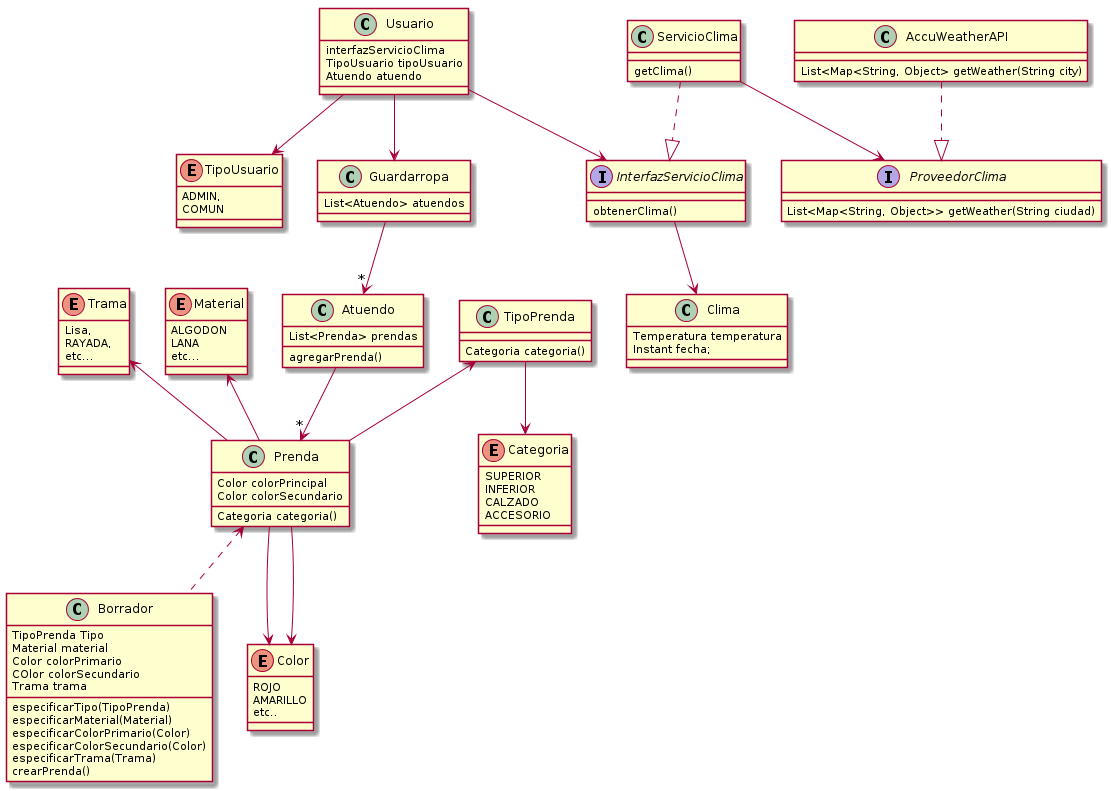 C Usuario
interfazServicioClima
TipoUsuario tipoUsuario
Atuendo atuendo
C ServicioClima
getClima()
C AccuWeatherAPI
List<Map<String, Object> getWeather(String city)
E TipoUsuario
ADMIN,
COMUN
C Guardarropa
List<Atuendo> atuendos
I InterfazServicioClima
obtenerClima()
I ProveedorClima
List<Map<String, Object>> getWeather(String ciudad)
*
E Trama
Lisa,
RAYADA,
etc...
E Material
ALGODON
LANA
etc...
C Atuendo
List<Prenda> prendas
agregarPrenda()
C TipoPrenda
Categoria categoria()
C Clima
Temperatura temperatura
Instant fecha;
*
C Prenda
Color colorPrincipal
Color colorSecundario
Categoria categoria()
E Categoria
SUPERIOR
INFERIOR
CALZADO
ACCESORIO
C Borrador
TipoPrenda Tipo
Material material
Color colorPrimario
COlor colorSecundario
Trama trama
especificarTipo(TipoPrenda)
especificarMaterial(Material)
especificarColorPrimario(Color)
especificarColorSecundario(Color)
especificarTrama(Trama)
crearPrenda()
E Color
ROJO
AMARILLO
etc..